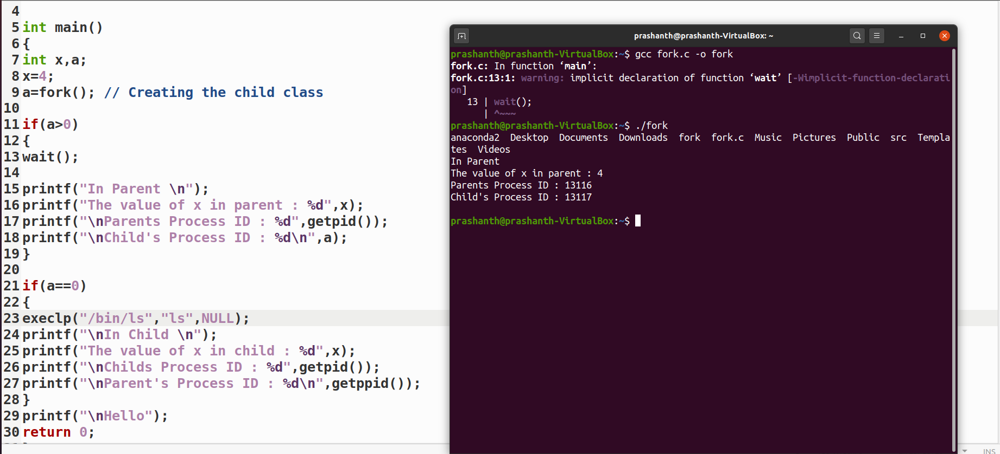 4
5 int main()
6 {
7 int x,a;
8 x=4;
9 a=fork(); // Creating the child class
10
11 if(a>0)
12 {
13 wait();
14
15 printf("In Parent \n");
16 printf("The value of x in parent : %d",x);
17 printf("\nParents Process ID : %d",getpid());
18 printf("\nChild's Process ID : %d\n",a);
19 }
20
21 if(a==0)
22 {
23 execlp("/bin/ls","ls",NULL);
24 printf("\nIn Child \n");
25 printf("The value of x in child : %d",x);
26 printf("\nChilds Process ID : %d",getpid());
27 printf("\nParent's Process ID : %d\n",getppid());
28 }
29 printf("\nHello");
30 return 0;
prashanth@prashanth-VirtualBox: ~
prashanth@prashanth-VirtualBox:~$ gcc fork.c -o fork
fork.c: In function ‘main’:
fork.c:13:1: warning: implicit declaration of function ‘wait’ [-Wimplicit-function-declarati
on]
13 | wait();
| ^~~~
prashanth@prashanth-VirtualBox:~$ ./fork
anaconda2 Desktop Documents Downloads fork fork.c Music Pictures Public src Templa
tes Videos
In Parent
The value of x in parent : 4
Parents Process ID : 13116
Child's Process ID : 13117
prashanth@prashanth-VirtualBox:~$
INS